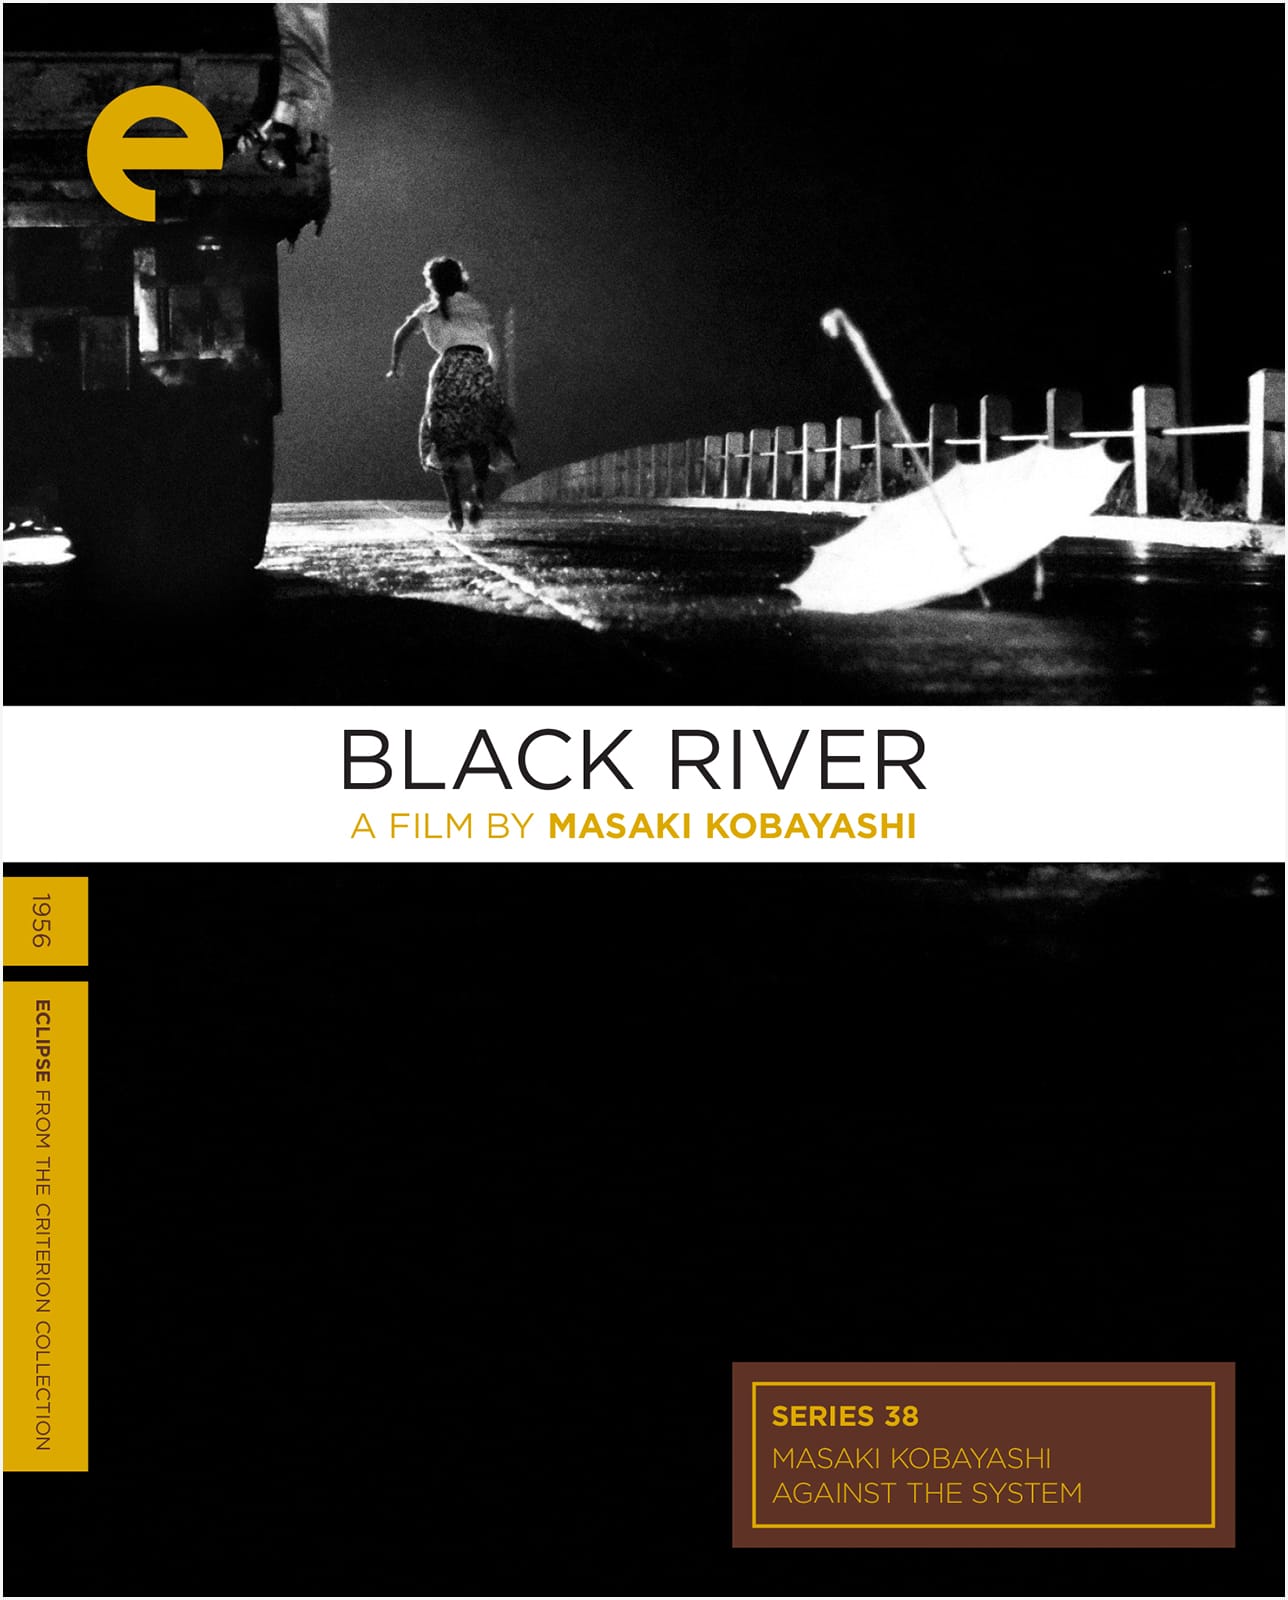 e
BLACK RIVER
A FILM BY MASAKI KOBAYASHI
1956
ECLIPSE FROM THE CRITERION COLLECTION
SERIES 38
MASAKI KOBAYASHI
AGAINST THE SYSTEM